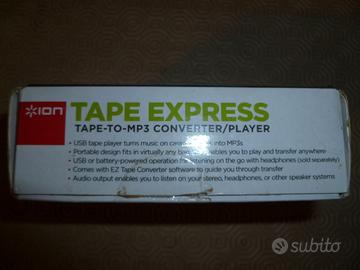 ION
TAPE EXPRESS
TAPE-TO-MP3 CONVERTER/PLAYER
• USB tape player turns music on into MP3s
• Portable design fits in virtually any enables you to play and transfer anywhere
• USB or battery-powered operation listening on the go with headphones (sold separately)
• Comes with EZ Tape Converter software to guide you through transfer
• Audio output enables you to listen on your stereo, headphones, or other speaker systems
subito